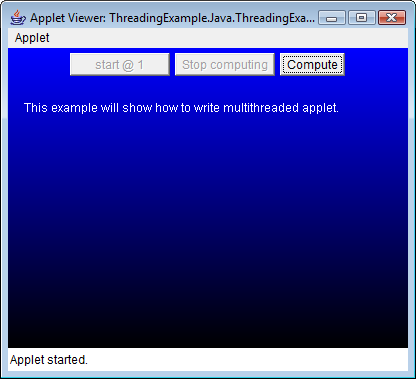 Applet Viewer: ThreadingExample.Java.ThreadingExa...
Applet
start @ 1 Stop computing Compute
This example will show how to write multithreaded applet.
Applet started.